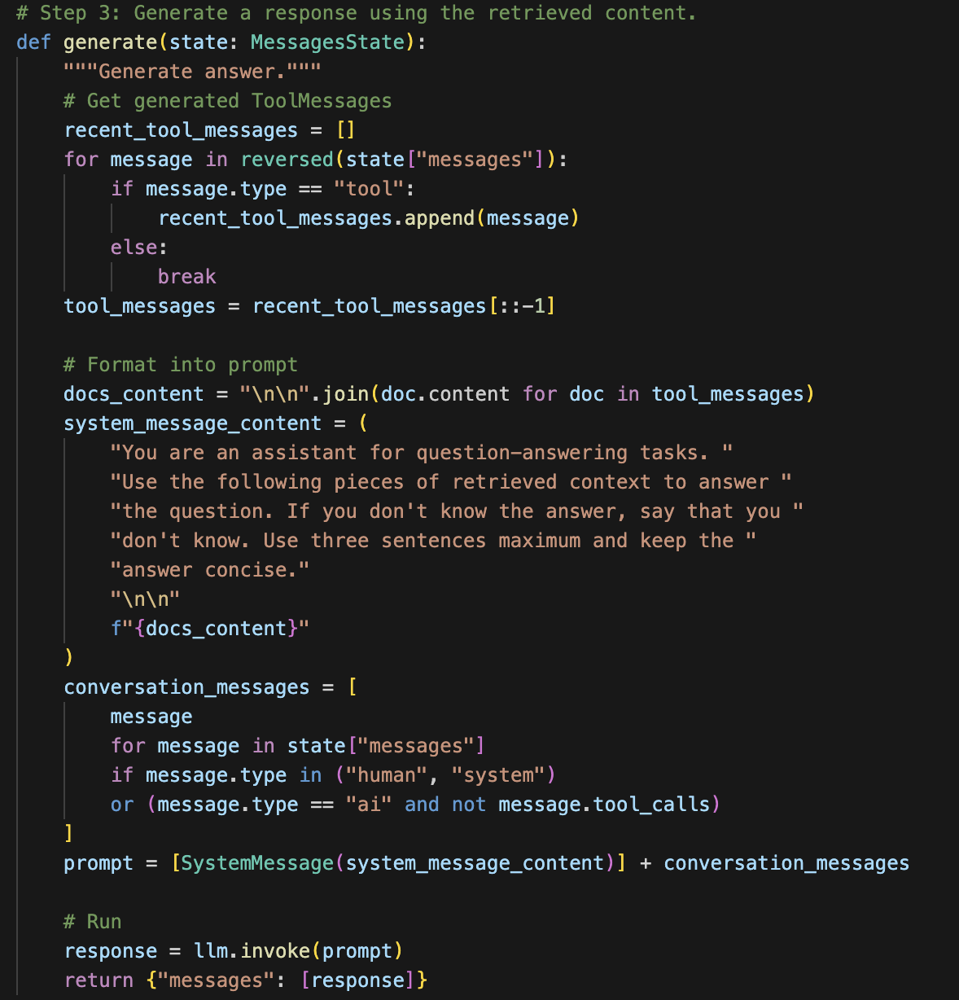 # Step 3: Generate a response using the retrieved content.
def generate(state: MessagesState):
    """Generate answer."""
    # Get generated ToolMessages
    recent_tool_messages = []
    for message in reversed(state["messages"]):
        if message.type == "tool":
            recent_tool_messages.append(message)
        else:
            break
    tool_messages = recent_tool_messages[::-1]

    # Format into prompt
    docs_content = "\n\n".join(doc.content for doc in tool_messages)
    system_message_content = (
        "You are an assistant for question-answering tasks. "
        "Use the following pieces of retrieved context to answer "
        "the question. If you don't know the answer, say that you "
        "don't know. Use three sentences maximum and keep the "
        "answer concise."
        "\n\n"
        f"{docs_content}"
    )
    conversation_messages = [
        message
        for message in state["messages"]
        if message.type in ("human", "system")
        or (message.type == "ai" and not message.tool_calls)
    ]
    prompt = [SystemMessage(system_message_content)] + conversation_messages

    # Run
    response = llm.invoke(prompt)
    return {"messages": [response]}